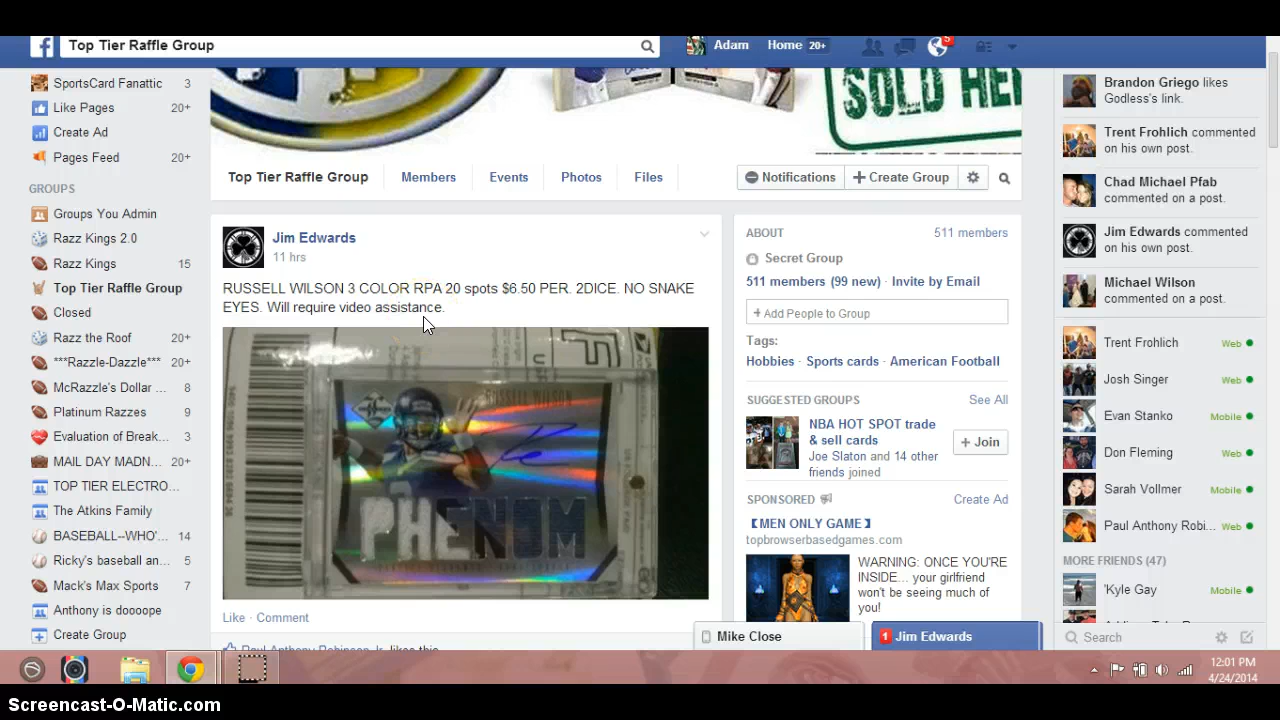 Top Tier Raffle Group
Adam
Home 20+
5
SportsCard Fanattic 3
Like Pages 20+
Create Ad
Pages Feed 20+
GROUPS
Groups You Admin
Razz Kings 2.0
Razz Kings 15
Top Tier Raffle Group
Closed
Razz the Roof 20+
***Razzle-Dazzle*** 20+
McRazzle's Dollar ... 8
Platinum Razzes 9
Evaluation of Break... 3
MAIL DAY MADN... 20+
TOP TIER ELECTRO...
The Atkins Family
BASEBALL--WHO'... 14
Ricky's baseball an... 5
Mack's Max Sports 7
Anthony is doooope
Create Group
SOLD HE
Top Tier Raffle Group
Members
Events
Photos
Files
Notifications
+ Create Group
Jim Edwards
11 hrs
RUSSELL WILSON 3 COLOR RPA 20 spots $6.50 PER. 2DICE. NO SNAKE
EYES. Will require video assistance.
RUSSELL WILSON
PHENOM
Like · Comment
Paul Anthony Robinson Jr. likes this.
ABOUT
511 members
Secret Group
511 members (99 new) · Invite by Email
+ Add People to Group
Tags:
Hobbies · Sports cards · American Football
SUGGESTED GROUPS
See All
NBA HOT SPOT trade
& sell cards
Joe Slaton and 14 other
friends joined
+ Join
SPONSORED
Create Ad
【MEN ONLY GAME】
topbrowserbasedgames.com
WARNING: ONCE YOU'RE
INSIDE... your girlfriend
won't be seeing much of
you!
Brandon Griego likes
Godless's link.
Trent Frohlich commented
on his own post.
Chad Michael Pfab
commented on a post.
Jim Edwards commented
on his own post.
Michael Wilson
commented on a post.
Trent Frohlich Web
Josh Singer Web
Evan Stanko Mobile
Don Fleming Web
Sarah Vollmer Mobile
Paul Anthony Robi... Web
MORE FRIENDS (47)
'Kyle Gay Mobile
Mike Close
1 Jim Edwards
Search
12:01 PM
4/24/2014
Screencast-O-Matic.com